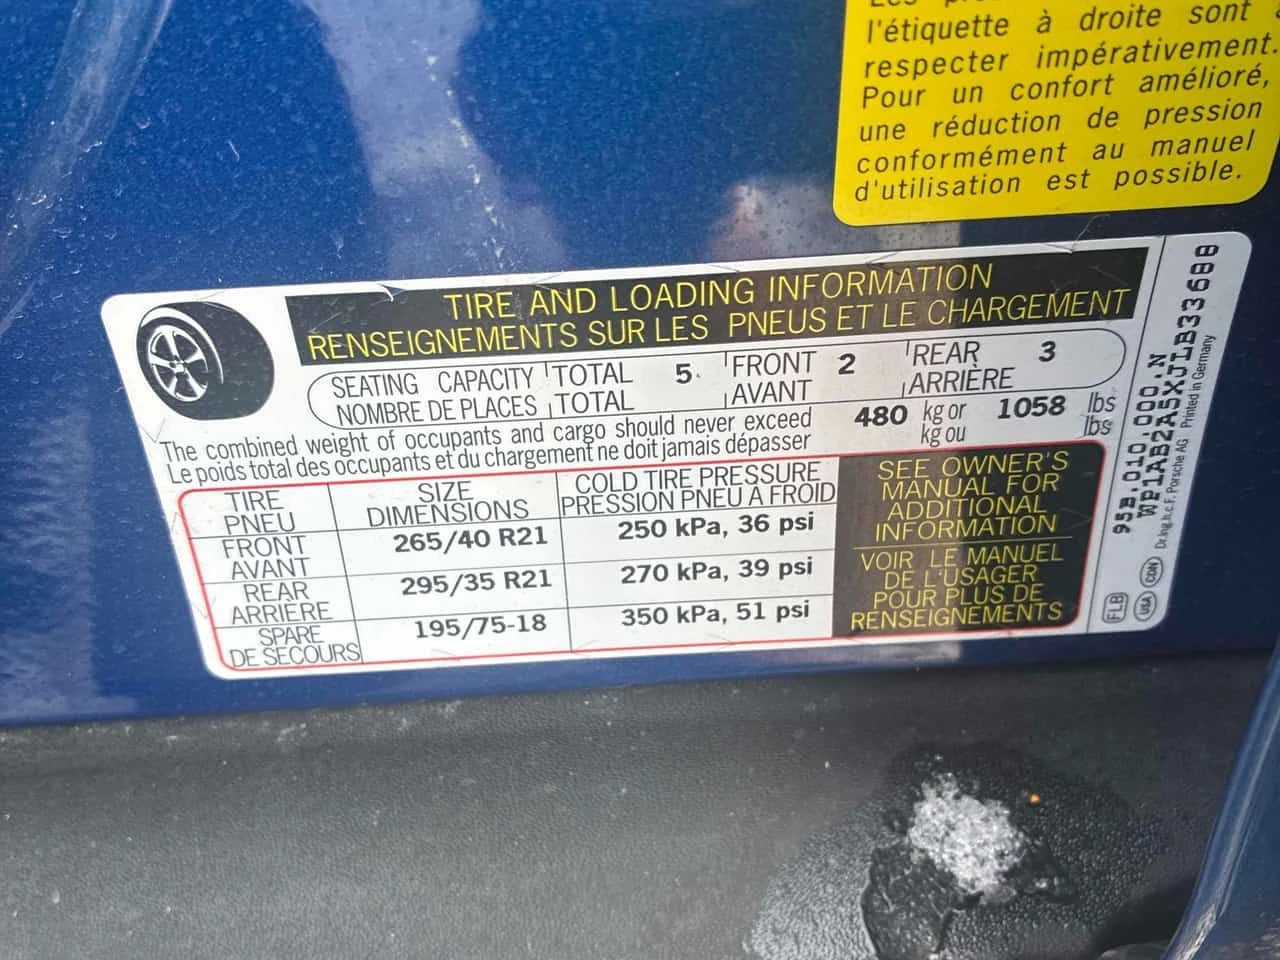 l'étiquette à droite sont
respecter impérativement.
Pour un confort amélioré,
une réduction de pression
conformément au manuel
d'utilisation est possible.
TIRE AND LOADING INFORMATION
RENSEIGNEMENTS SUR LES PNEUS ET LE CHARGEMENT
SEATING CAPACITY TOTAL 5 FRONT 2 REAR 3
NOMBRE DE PLACES TOTAL AVANT ARRIÈRE
The combined weight of occupants and cargo should never exceed 480 kg or 1058 lbs
Le poids total des occupants et du chargement ne doit jamais dépasser kg ou lbs
TIRE SIZE COLD TIRE PRESSURE
PNEU DIMENSIONS PRESSION PNEU A FROID
FRONT 265/40 R21 250 kPa, 36 psi
AVANT
REAR 295/35 R21 270 kPa, 39 psi
ARRIERE
SPARE 195/75-18 350 kPa, 51 psi
DE SECOURS
SEE OWNER'S
MANUAL FOR
ADDITIONAL
INFORMATION
VOIR LE MANUEL
DE L'USAGER
POUR PLUS DE
RENSEIGNEMENTS
95B.010.000.N
WP1AB2A5XJLB33688
Dr.Ing.h.c.F. Porsche AG Printed in Germany
FLB USA CDN